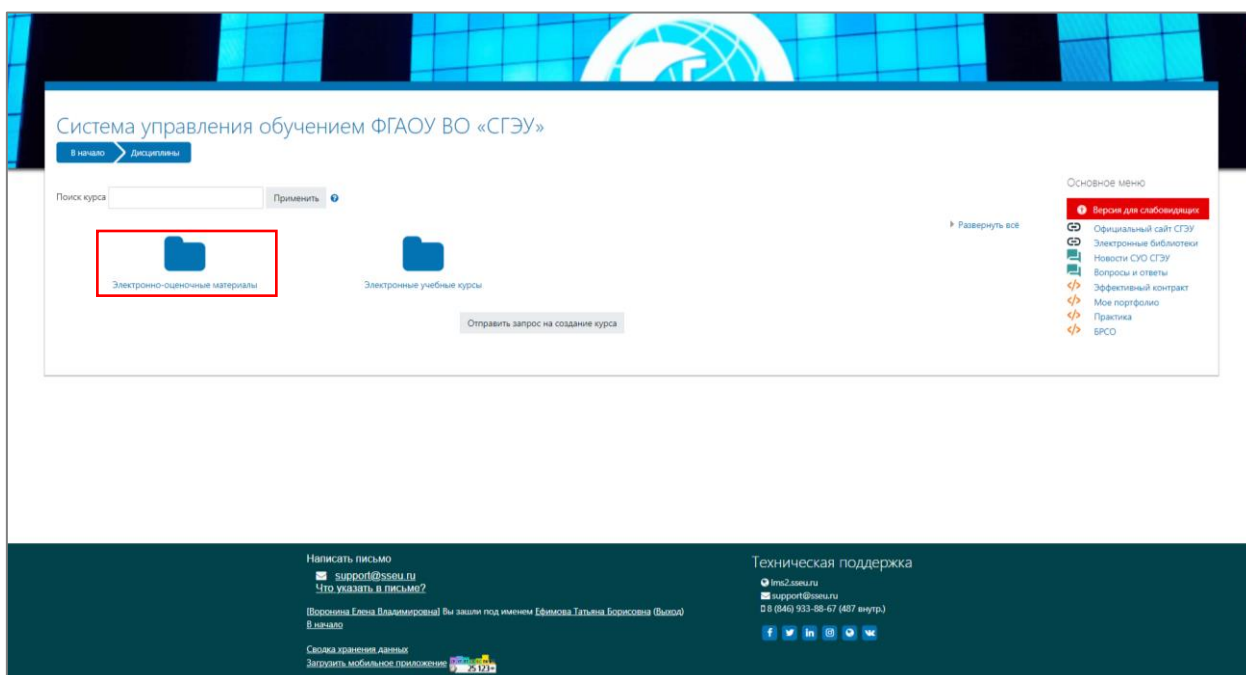 Система управления обучением ФГАОУ ВО «СГЭУ»
В начало
Дисциплины
Поиск курса
Применить
Развернуть всё
Электронно-оценочные материалы
Электронные учебные курсы
Отправить запрос на создание курса
Основное меню
Версия для слабовидящих
Официальный сайт СГЭУ
Электронные библиотеки
Новости СУО СГЭУ
Вопросы и ответы
Эффективный контракт
Мое портфолио
Практика
БРСО
Написать письмо
support@sseu.ru
Что указать в письме?
[Воронина Елена Владимировна] Вы зашли под именем Ефимова Татьяна Борисовна (Выход)
В начало
Сводка хранения данных
Загрузить мобильное приложение
Техническая поддержка
lms2.sseu.ru
support@sseu.ru
8 (846) 933-88-67 (487 внутр.)